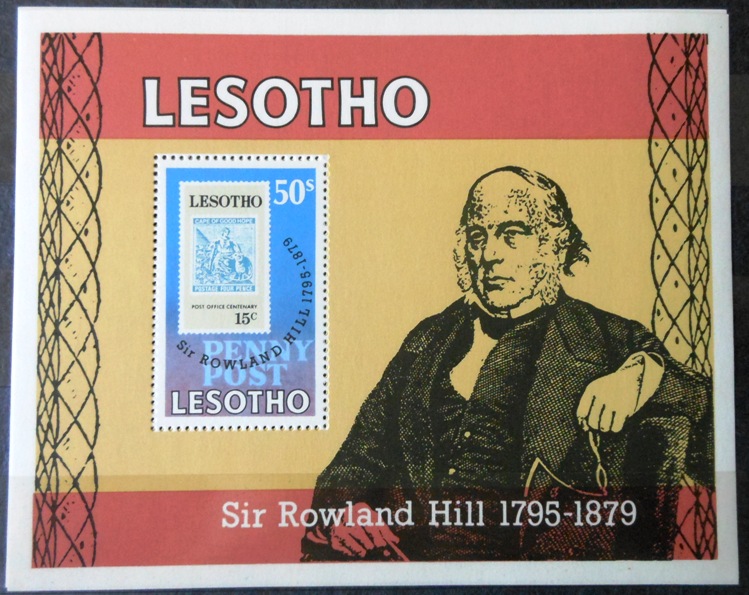 LESOTHO
50s
LESOTHO
CAPE OF GOOD HOPE
POSTAGE FOUR PENCE
POST OFFICE CENTENARY
15c
Sir ROWLAND HILL 1795-1879
PENNY
POST
LESOTHO
Sir Rowland Hill 1795-1879